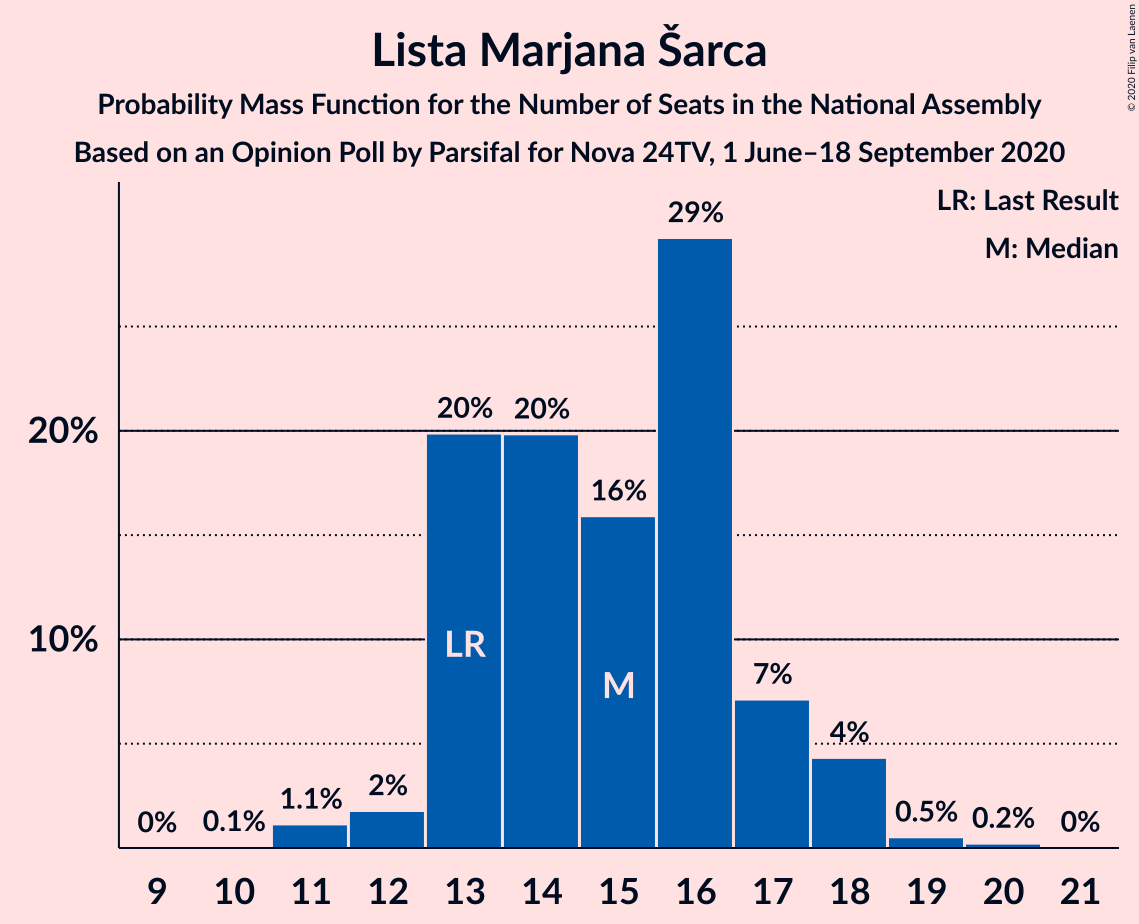 Lista Marjana Šarca
Probability Mass Function for the Number of Seats in the National Assembly
Based on an Opinion Poll by Parsifal for Nova 24TV, 1 June–18 September 2020
© 2020 Filip van Laenen
LR: Last Result
M: Median
20%
10%
0%
0.1%
1.1%
2%
20%
20%
16%
29%
7%
4%
0.5%
0.2%
0%
LR
M
9 10 11 12 13 14 15 16 17 18 19 20 21